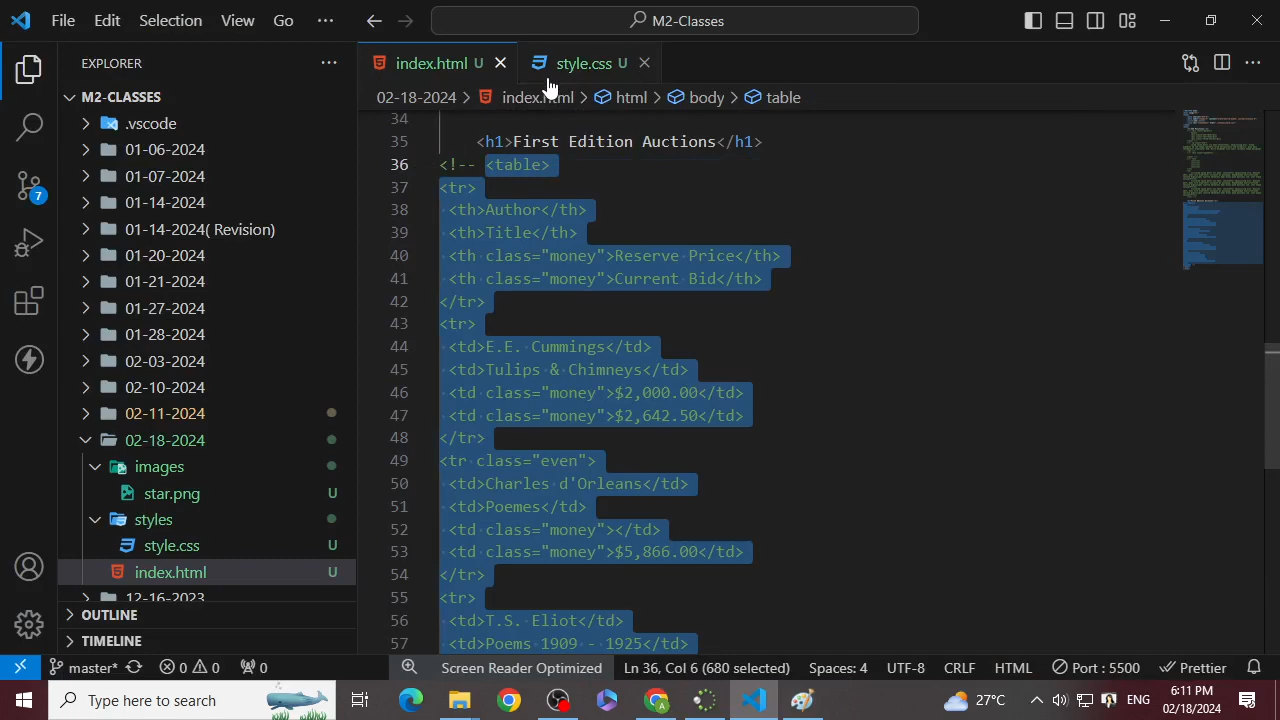 File Edit Selection View Go ··· M2-Classes
EXPLORER ···
index.html U
style.css U
M2-CLASSES
02-18-2024 > index.html > html > body > table
.vscode
01-06-2024
01-07-2024
01-14-2024
01-14-2024( Revision)
01-20-2024
01-21-2024
01-27-2024
01-28-2024
02-03-2024
02-10-2024
02-11-2024
02-18-2024
images
star.png U
styles
style.css U
index.html U
12-16-2023
OUTLINE
TIMELINE
7
34
35 <h1>First Edition Auctions</h1>
36 <!-- <table>
37 <tr>
38 <th>Author</th>
39 <th>Title</th>
40 <th class="money">Reserve Price</th>
41 <th class="money">Current Bid</th>
42 </tr>
43 <tr>
44 <td>E.E. Cummings</td>
45 <td>Tulips & Chimneys</td>
46 <td class="money">$2,000.00</td>
47 <td class="money">$2,642.50</td>
48 </tr>
49 <tr class="even">
50 <td>Charles d'Orleans</td>
51 <td>Poemes</td>
52 <td class="money"></td>
53 <td class="money">$5,866.00</td>
54 </tr>
55 <tr>
56 <td>T.S. Eliot</td>
57 <td>Poems 1909 - 1925</td>
master* 0 0 0 Screen Reader Optimized Ln 36, Col 6 (680 selected) Spaces: 4 UTF-8 CRLF HTML Port : 5500 Prettier
Type here to search
27°C ENG 6:11 PM
02/18/2024